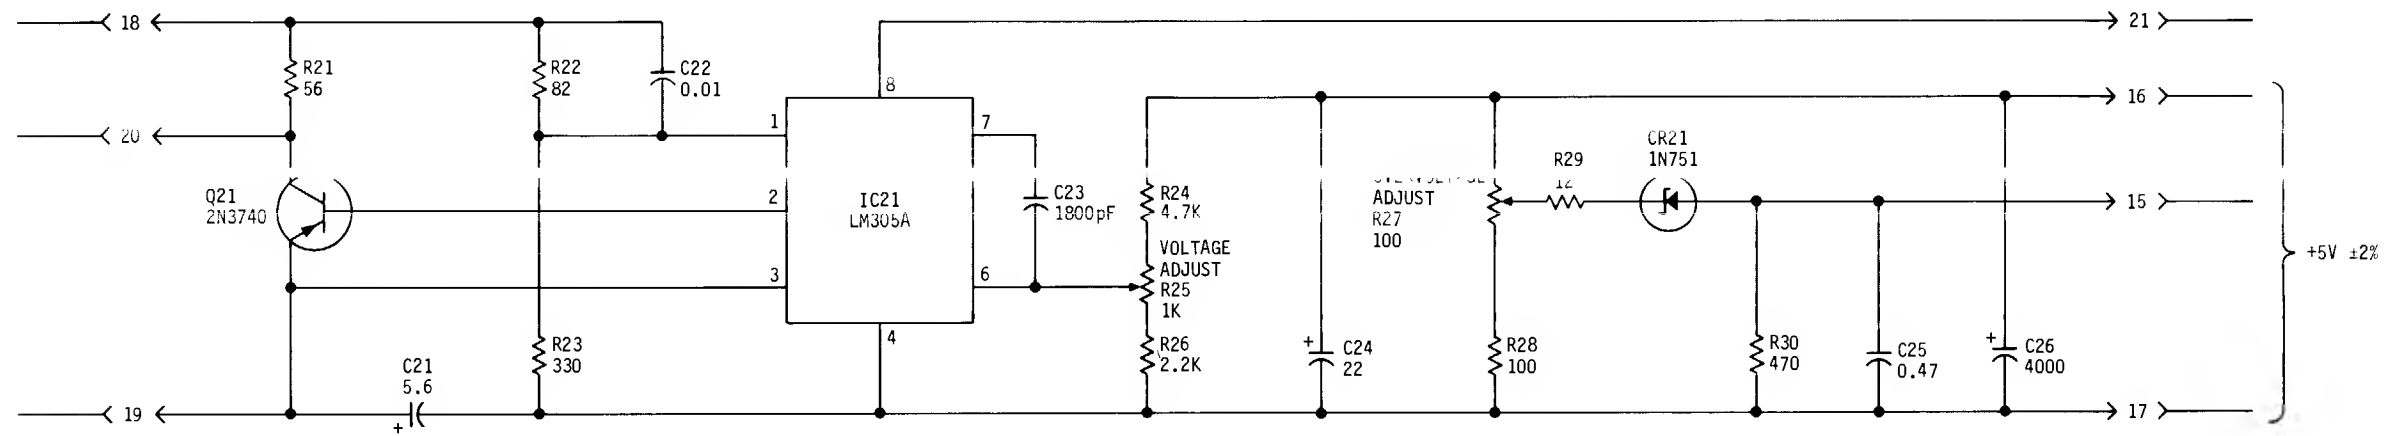 18
R21
56
R22
82
C22
0.01
8
21
16
20
1
7
Q21
2N3740
2
IC21
LM305A
C23
1800pF
R24
4.7K
ADJUST
R27
100
R29
12
CR21
1N751
15
3
6
VOLTAGE
ADJUST
R25
1K
+5V ±2%
4
C21
5.6
+
R23
330
R26
2.2K
+
C24
22
R28
100
R30
470
C25
0.47
+
C26
4000
19
17